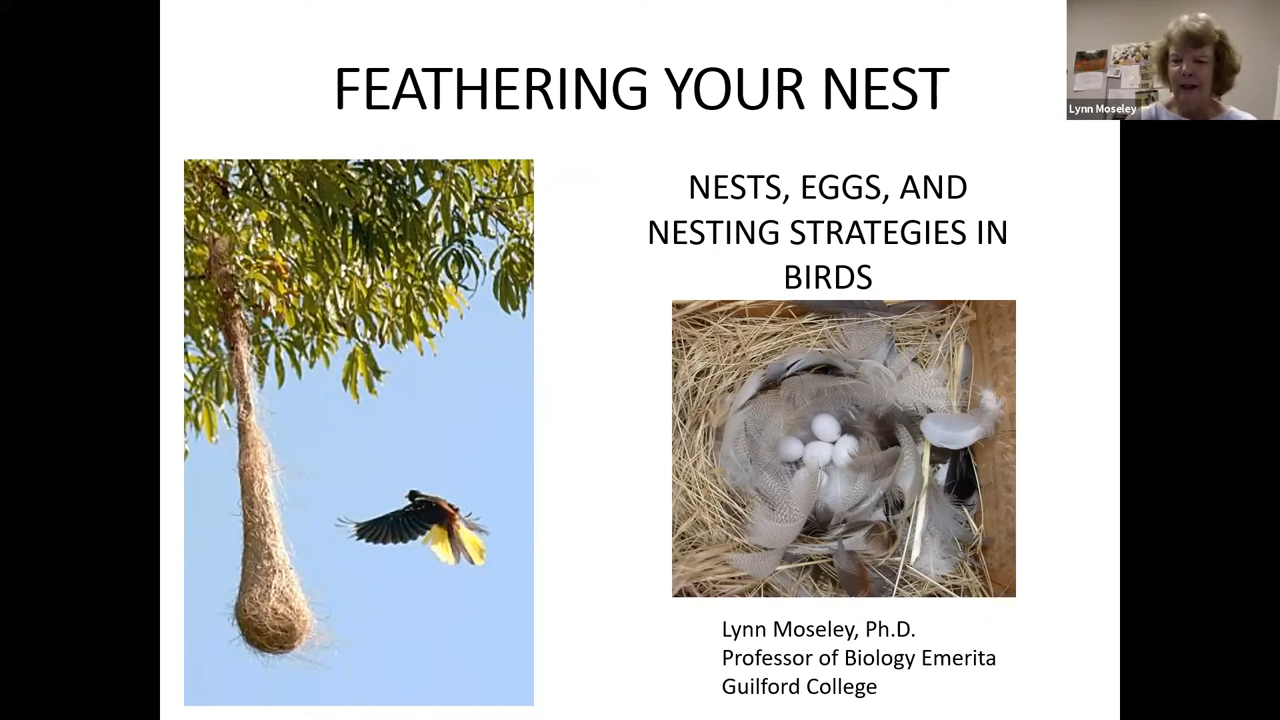 FEATHERING YOUR NEST
Lynn Moseley
NESTS, EGGS, AND
NESTING STRATEGIES IN
BIRDS
Lynn Moseley, Ph.D.
Professor of Biology Emerita
Guilford College